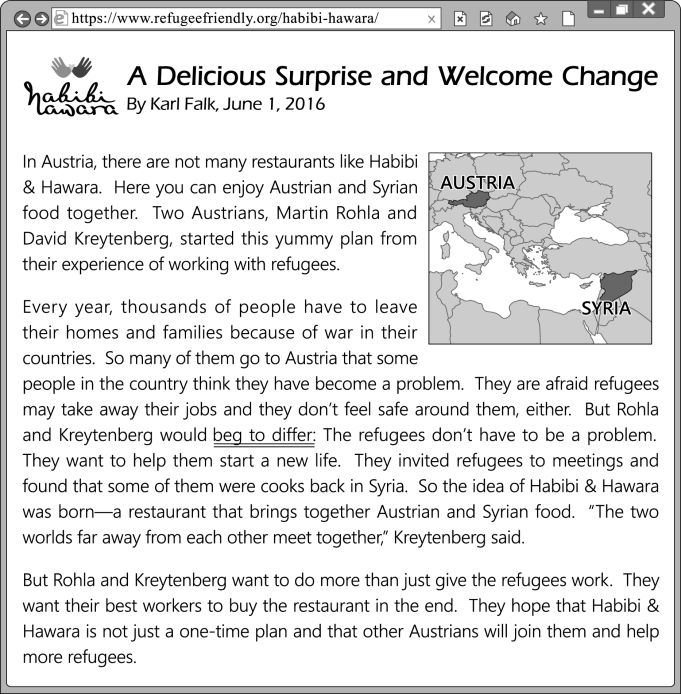 https://www.refugeefriendly.org/habibi-hawara/
habibi
hawara
A Delicious Surprise and Welcome Change
By Karl Falk, June 1, 2016
In Austria, there are not many restaurants like Habibi
& Hawara. Here you can enjoy Austrian and Syrian
food together. Two Austrians, Martin Rohla and
David Kreytenberg, started this yummy plan from
their experience of working with refugees.
AUSTRIA
SYRIA
Every year, thousands of people have to leave
their homes and families because of war in their
countries. So many of them go to Austria that some
people in the country think they have become a problem. They are afraid refugees
may take away their jobs and they don’t feel safe around them, either. But Rohla
and Kreytenberg would beg to differ: The refugees don’t have to be a problem.
They want to help them start a new life. They invited refugees to meetings and
found that some of them were cooks back in Syria. So the idea of Habibi & Hawara
was born—a restaurant that brings together Austrian and Syrian food. “The two
worlds far away from each other meet together,” Kreytenberg said.
But Rohla and Kreytenberg want to do more than just give the refugees work. They
want their best workers to buy the restaurant in the end. They hope that Habibi &
Hawara is not just a one-time plan and that other Austrians will join them and help
more refugees.